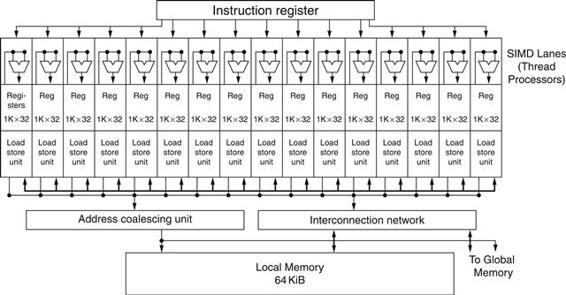 Instruction register
SIMD Lanes
(Thread
Processors)
Regi- Reg Reg Reg Reg Reg Reg Reg Reg Reg Reg Reg Reg Reg Reg Reg
sters
1K×32 1K×32 1K×32 1K×32 1K×32 1K×32 1K×32 1K×32 1K×32 1K×32 1K×32 1K×32 1K×32 1K×32 1K×32 1K×32
Load Load Load Load Load Load Load Load Load Load Load Load Load Load Load Load
store store store store store store store store store store store store store store store store
unit unit unit unit unit unit unit unit unit unit unit unit unit unit unit unit
Address coalescing unit Interconnection network
To Global
Memory
Local Memory
64 KiB